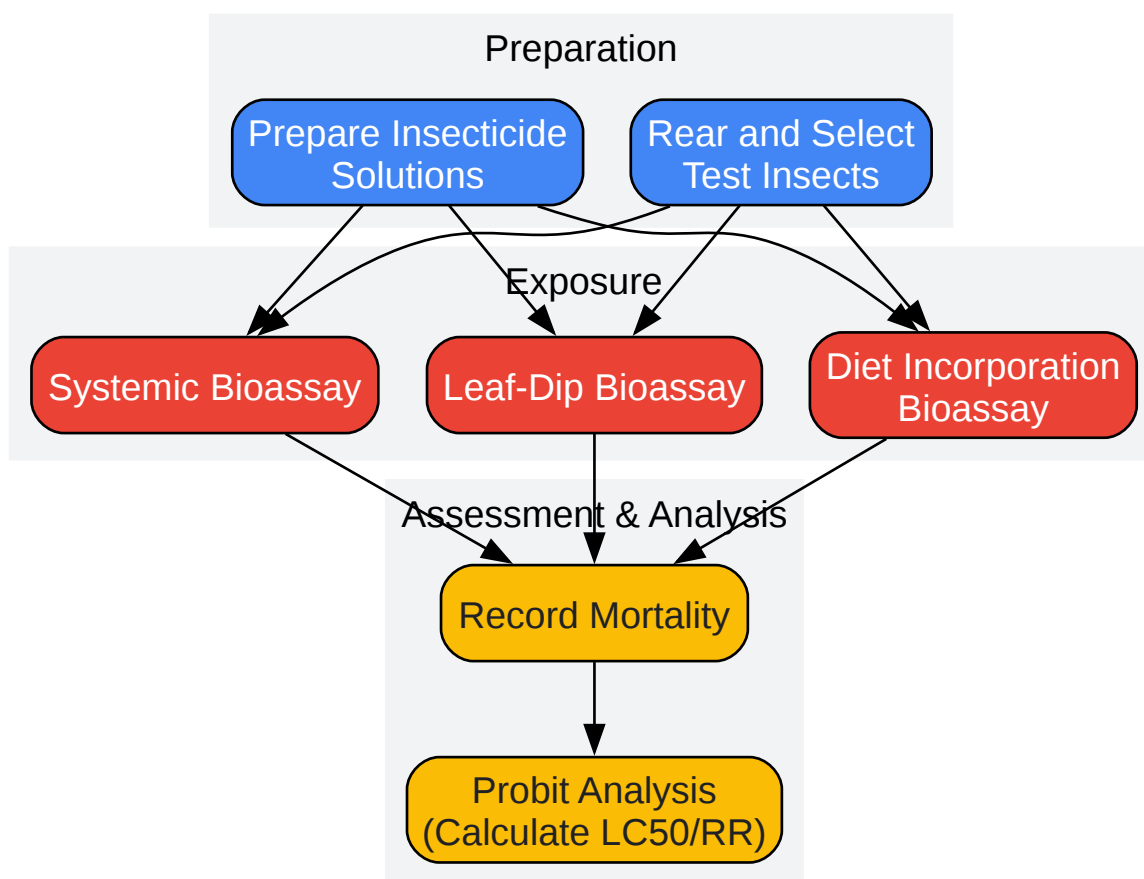 Preparation
Prepare Insecticide
Solutions
Rear and Select
Test Insects
Exposure
Systemic Bioassay
Leaf-Dip Bioassay
Diet Incorporation
Bioassay
Assessment & Analysis
Record Mortality
Probit Analysis
(Calculate LC50/RR)